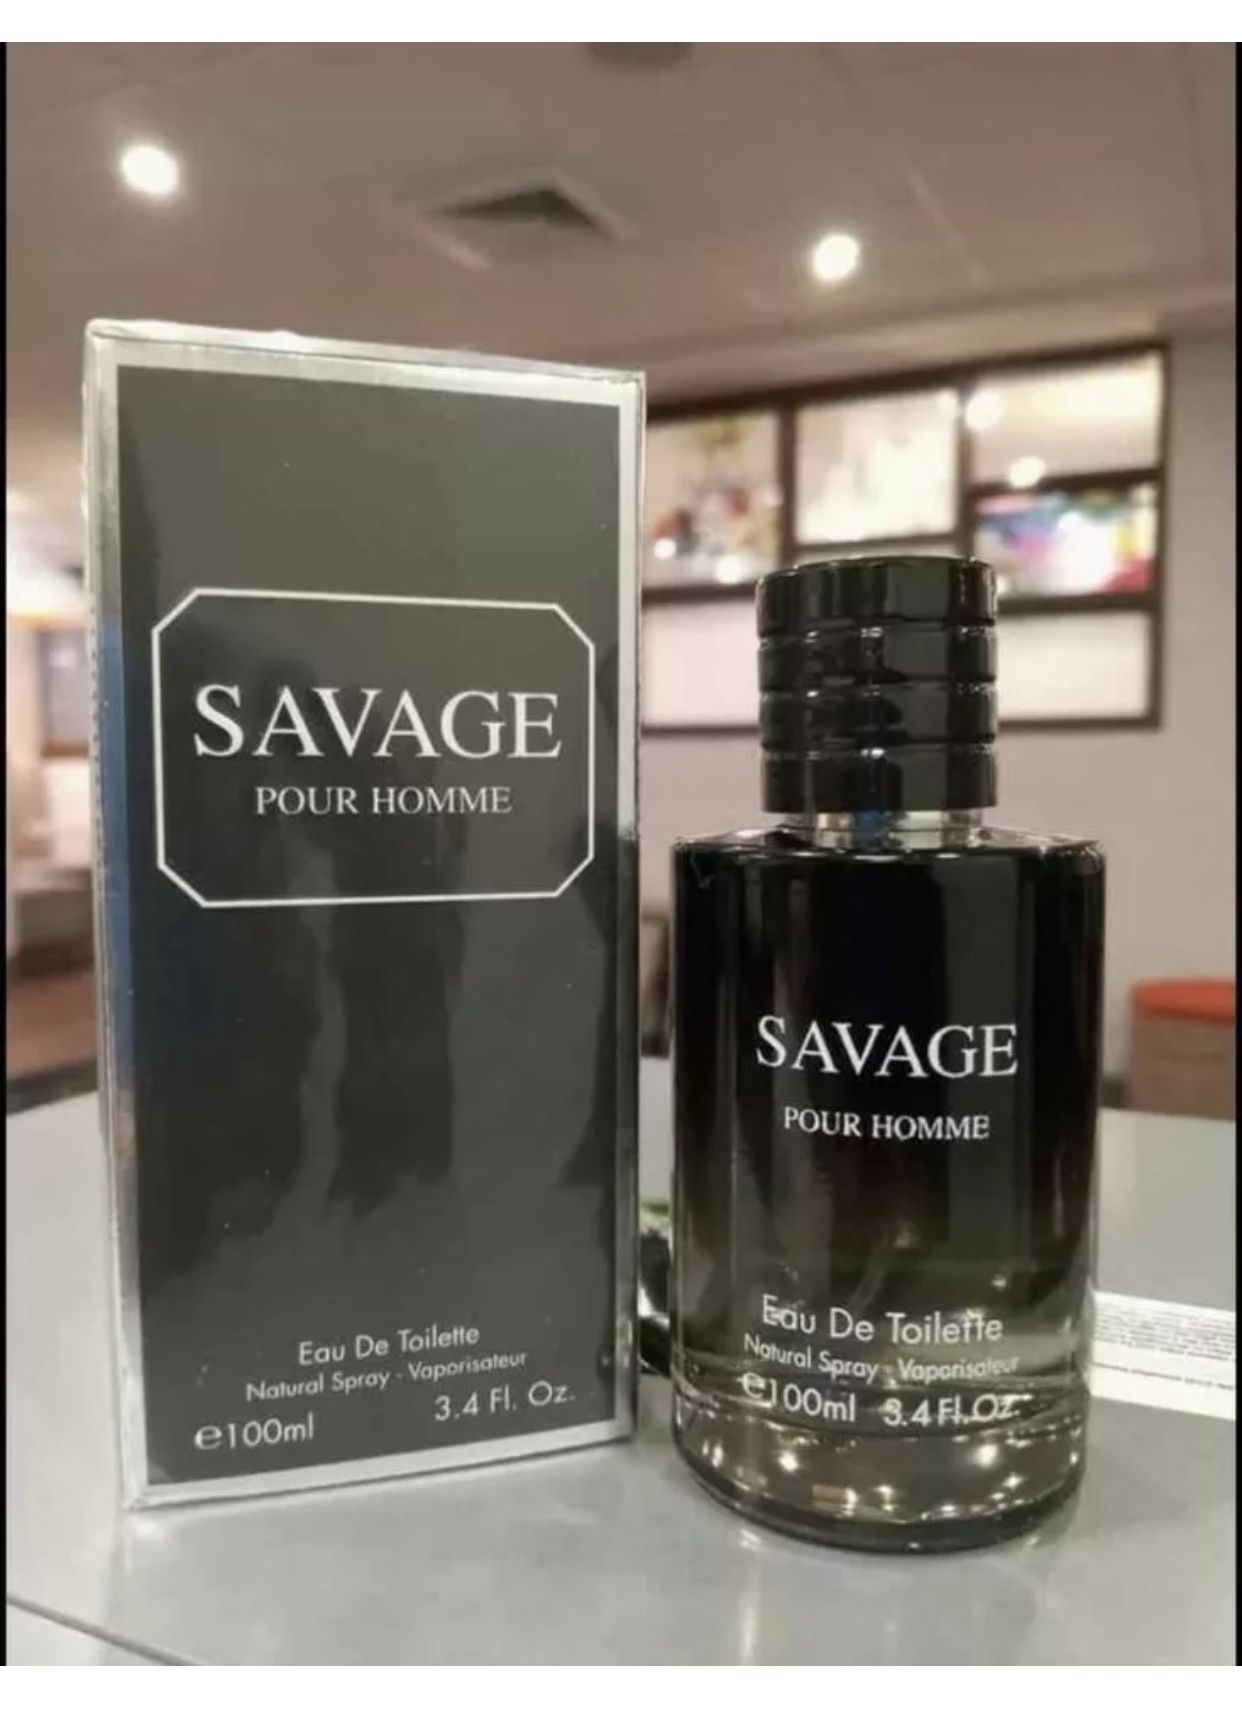 SAVAGE
POUR HOMME
Eau De Toilette
Natural Spray - Vaporisateur
e100ml 3.4 Fl. Oz.
SAVAGE
POUR HOMME
Eau De Toilette
Natural Spray - Vaporisateur
e100ml 3.4 Fl. Oz.